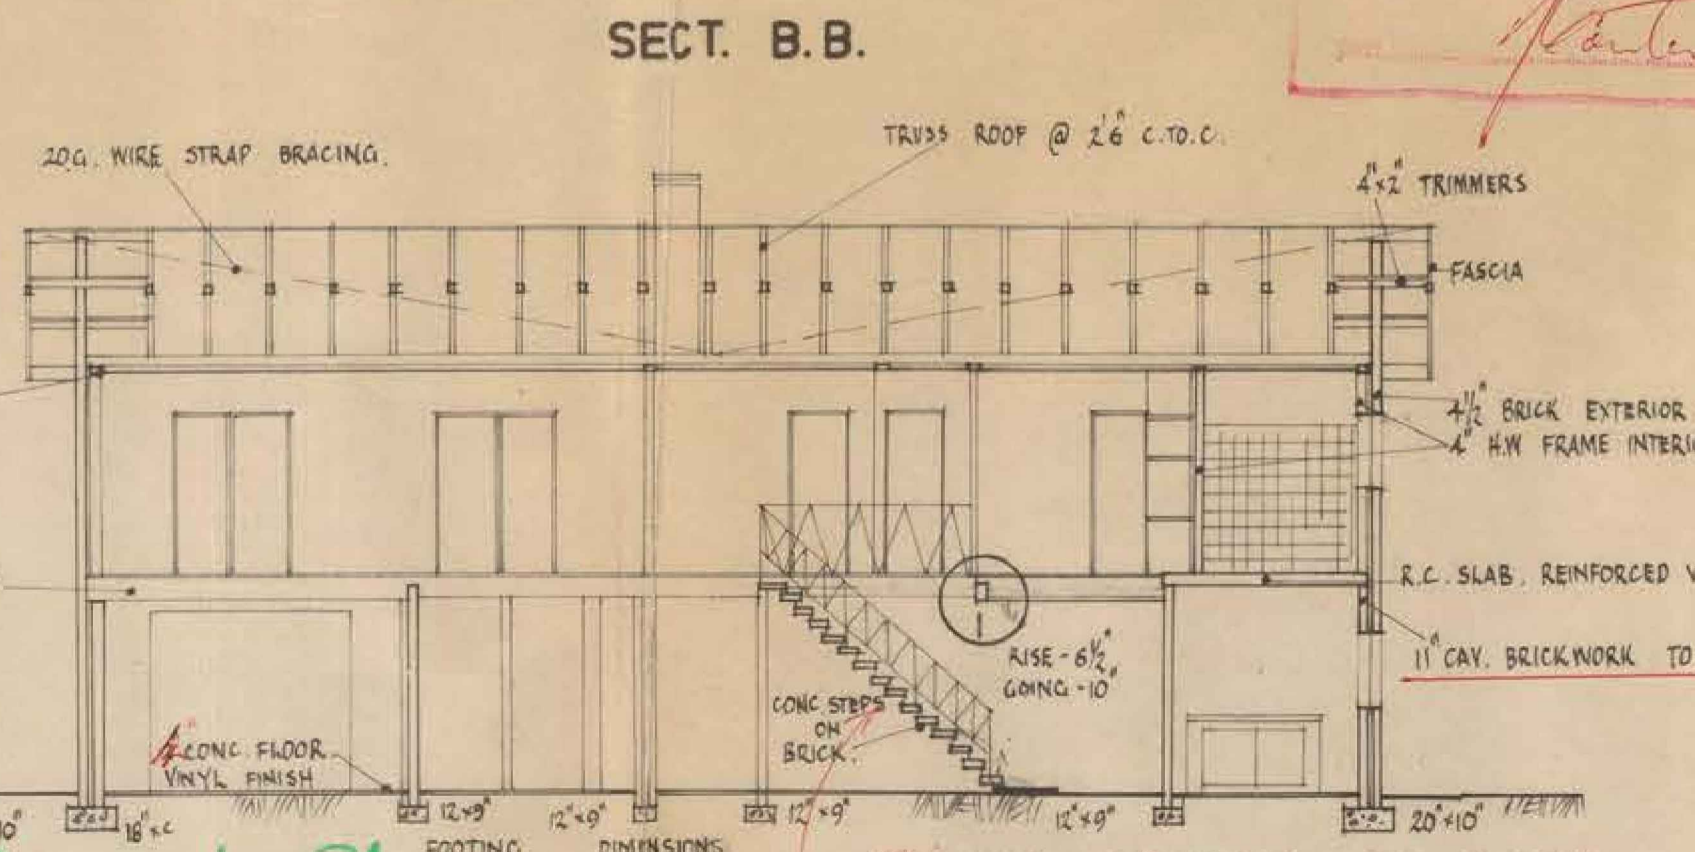 SECT. B.B.
20G. WIRE STRAP BRACING.
TRUSS ROOF @ 2'6" C.TO.C.
4"x2" TRIMMERS
FASCIA
4½" BRICK EXTERIOR
4" H.W FRAME
R.C. SLAB. REINFORCED
11" CAV. BRICKWORK TO
RISE - 6½"
GOING - 10"
CONC STEPS
ON
BRICK.
4" CONC. FLOOR
VINYL FINISH
12"x9"
12"x9"
12"x9"
12"x9"
20"x10"
FOOTING DIMENSIONS